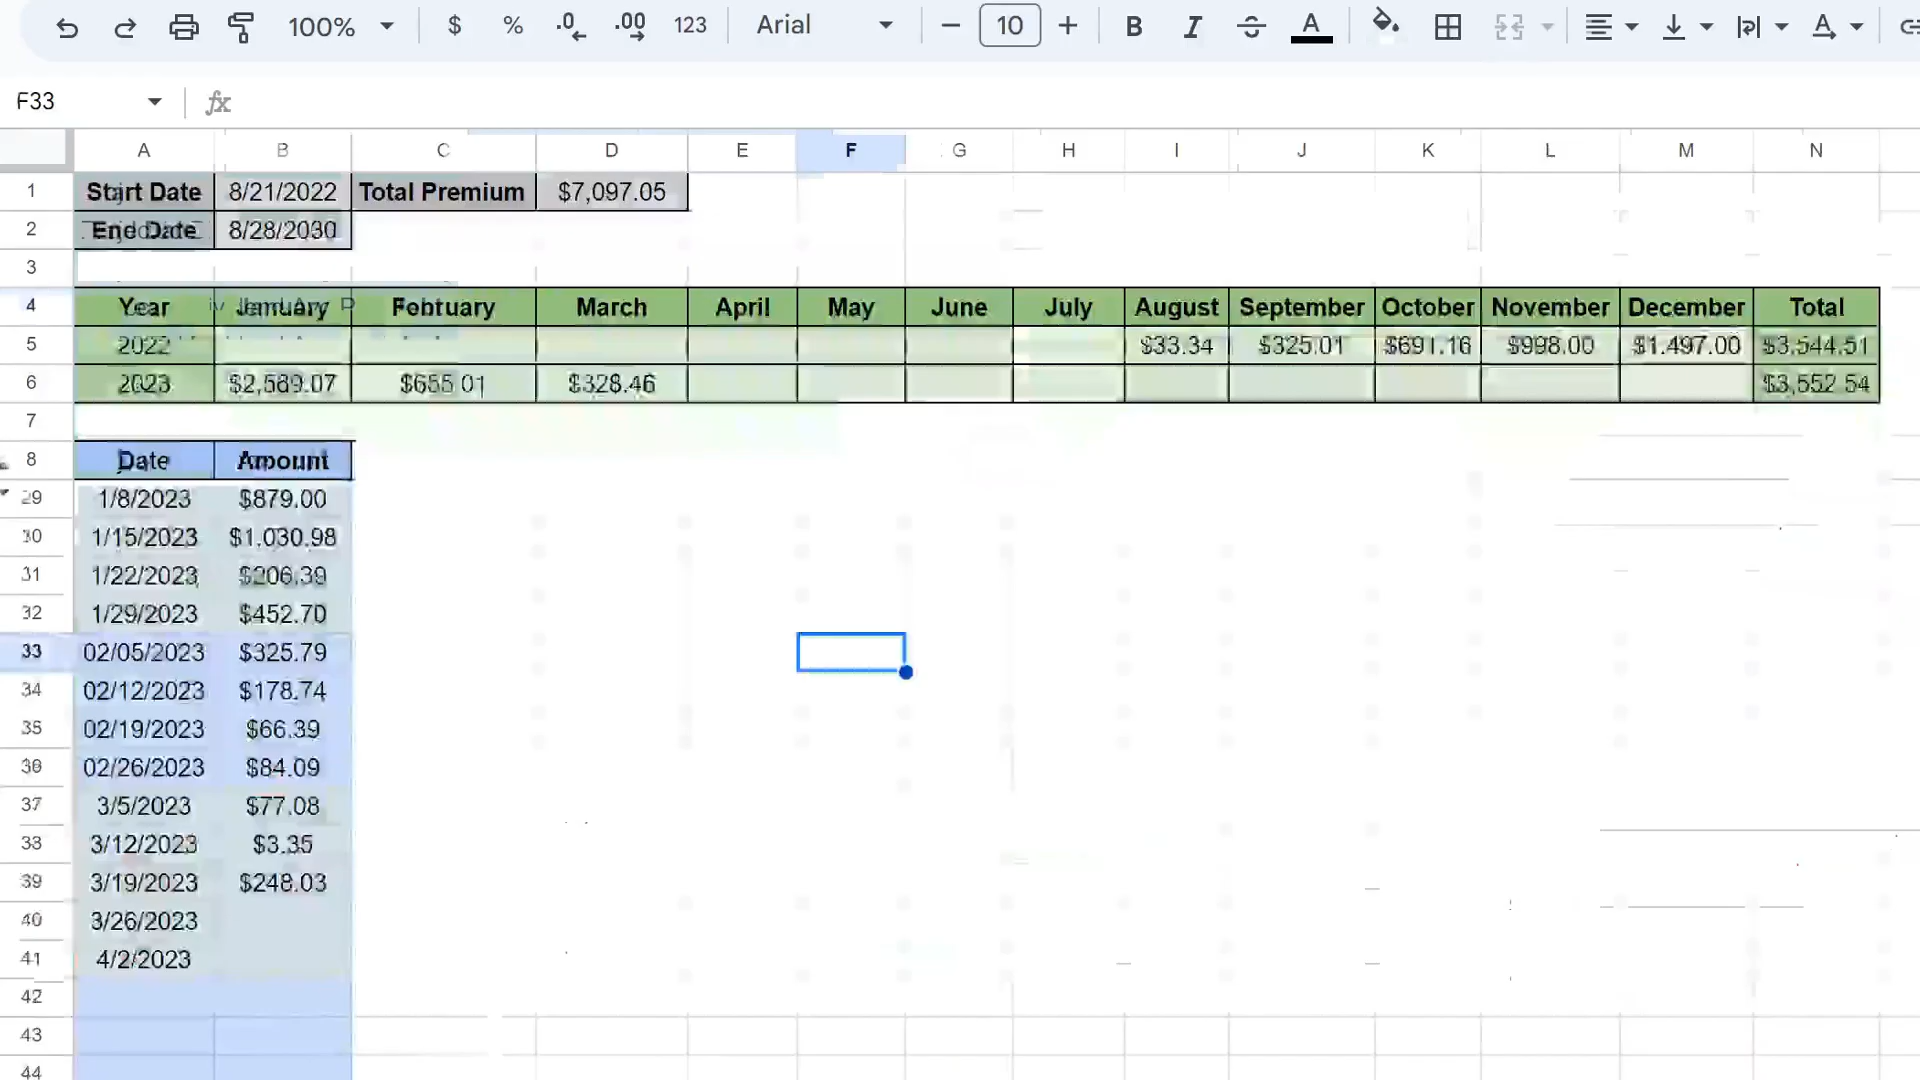 100% $ % .0 .00 123 Arial 10 B I A A
F33 fx
A B C D E F G H I J K L M N
1 Start Date 8/21/2022 Total Premium $7,097.05
2 End Date 8/28/2030
3
4 Year January February March April May June July August September October November December Total
5 2022 $33.34 $325.01 $691.16 $998.00 $1,497.00 $3,544.51
6 2023 $2,569.07 $655.01 $328.46 $3,552.54
7
8 Date Amount
29 1/8/2023 $879.00
30 1/15/2023 $1,030.98
31 1/22/2023 $206.39
32 1/29/2023 $452.70
33 02/05/2023 $325.79
34 02/12/2023 $178.74
35 02/19/2023 $66.39
36 02/26/2023 $84.09
37 3/5/2023 $77.08
38 3/12/2023 $3.35
39 3/19/2023 $248.03
40 3/26/2023
41 4/2/2023
42
43
44